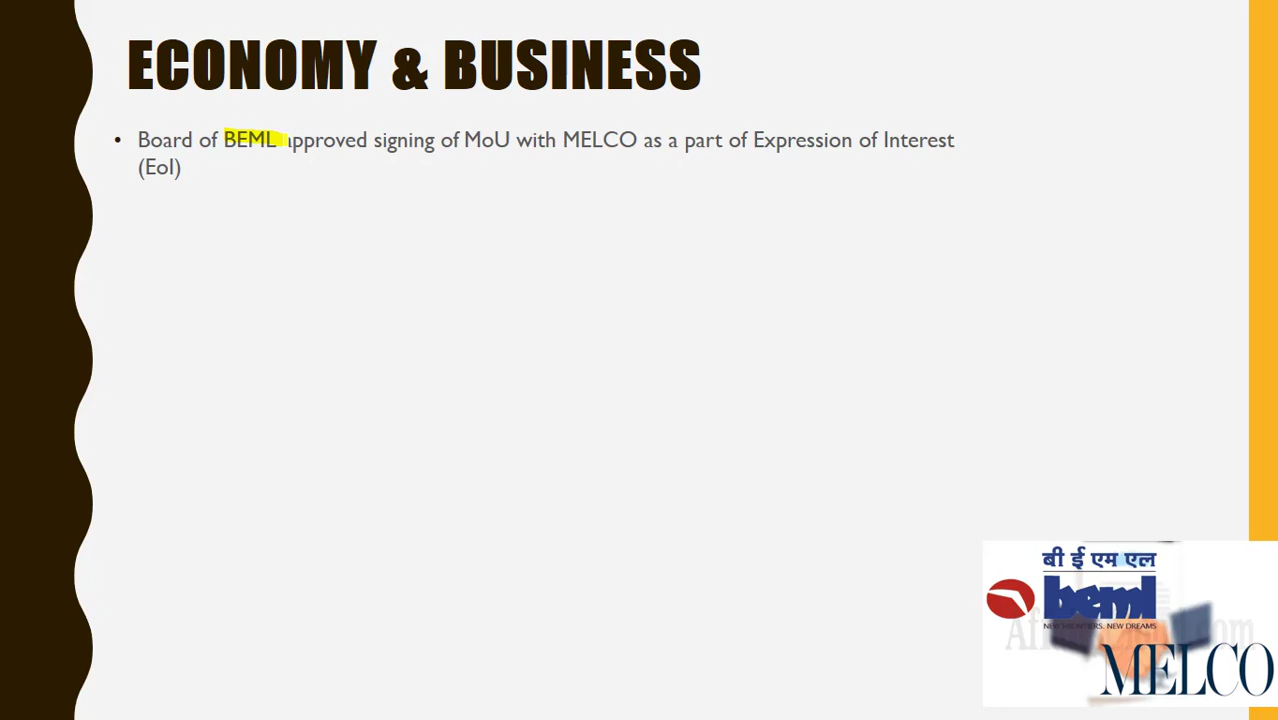 ECONOMY & BUSINESS
• Board of BEML approved signing of MoU with MELCO as a part of Expression of Interest
(EoI)
बी ई एम एल
beml
NEW FRONTIERS. NEW DREAMS
MELCO